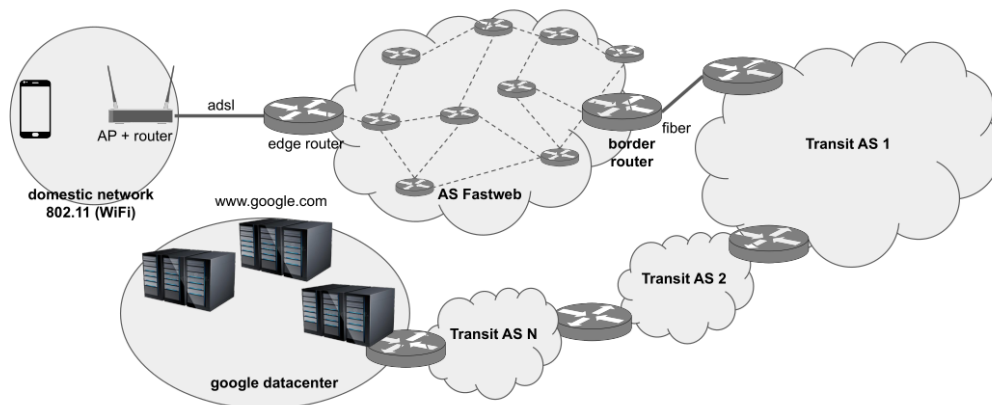 adsl
AP + router
edge router
domestic network
802.11 (WiFi)
AS Fastweb
border
router
fiber
Transit AS 1
www.google.com
google datacenter
Transit AS N
Transit AS 2